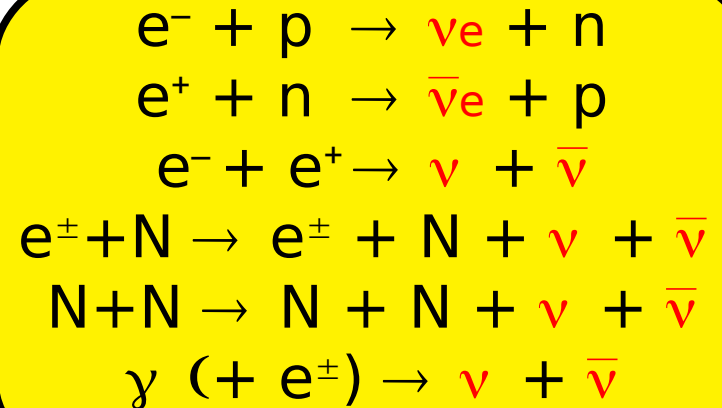 e⁻ + p → νe + n
e⁺ + n → ν̅e + p
e⁻ + e⁺ → ν + ν̅
e±+N → e± + N + ν + ν̅
N+N → N + N + ν + ν̅
γ (+ e±) → ν + ν̅